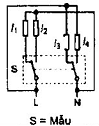 I₁ I₂ I₃ I₄
S
L N
S = Mẫu